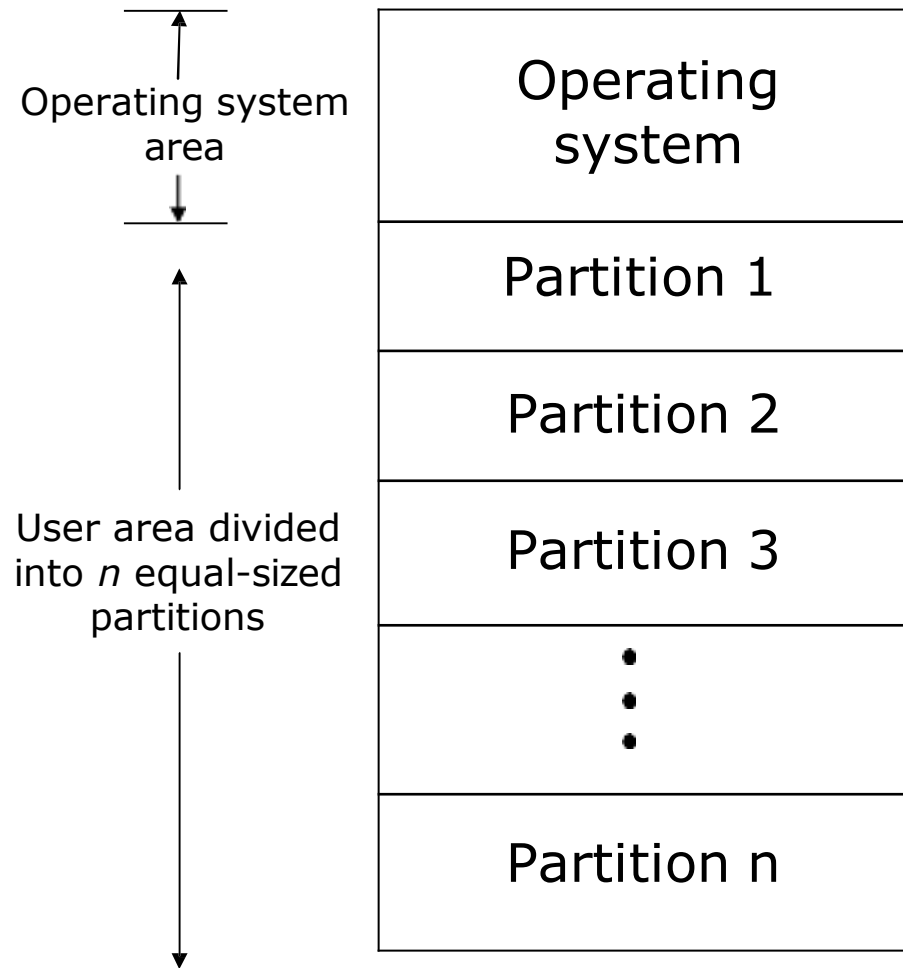 Operating system
area
User area divided
into n equal-sized
partitions
Operating
system
Partition 1
Partition 2
Partition 3
Partition n